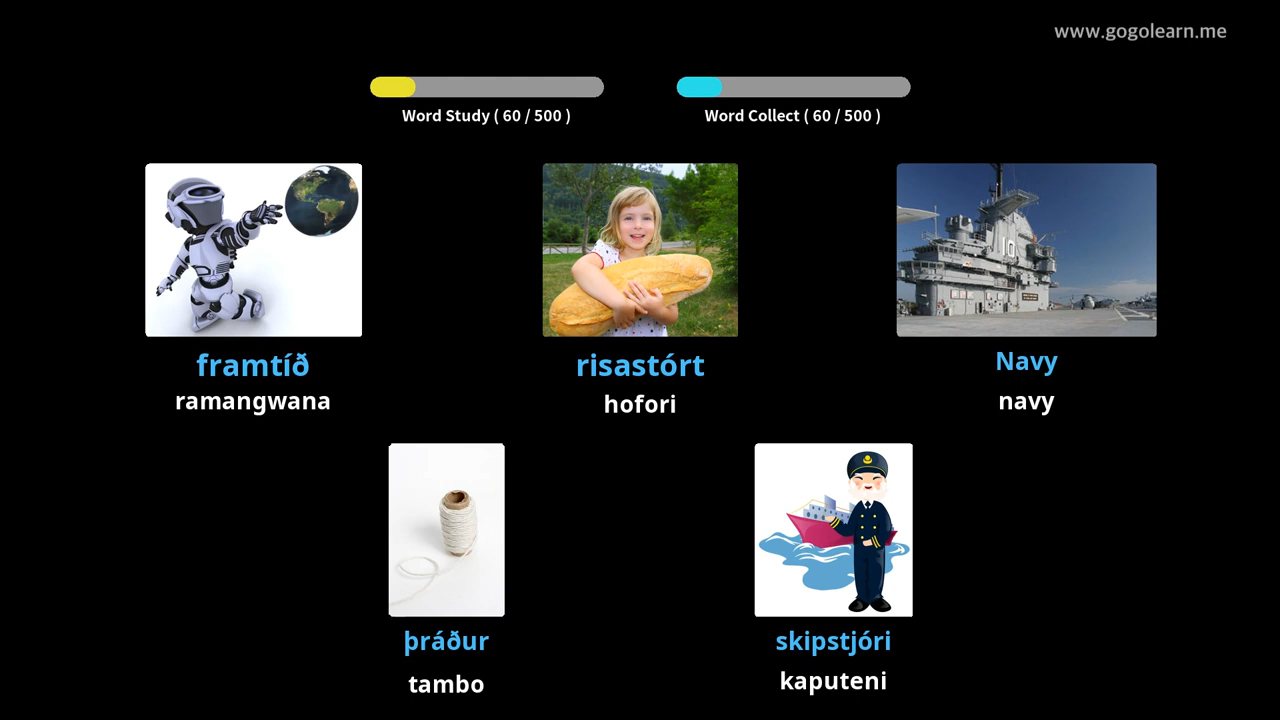 www.gogolearn.me
Word Study ( 60 / 500 )
Word Collect ( 60 / 500 )
framtíð
ramangwana
risastórt
hofori
Navy
navy
10
þráður
tambo
skipstjóri
kaputeni